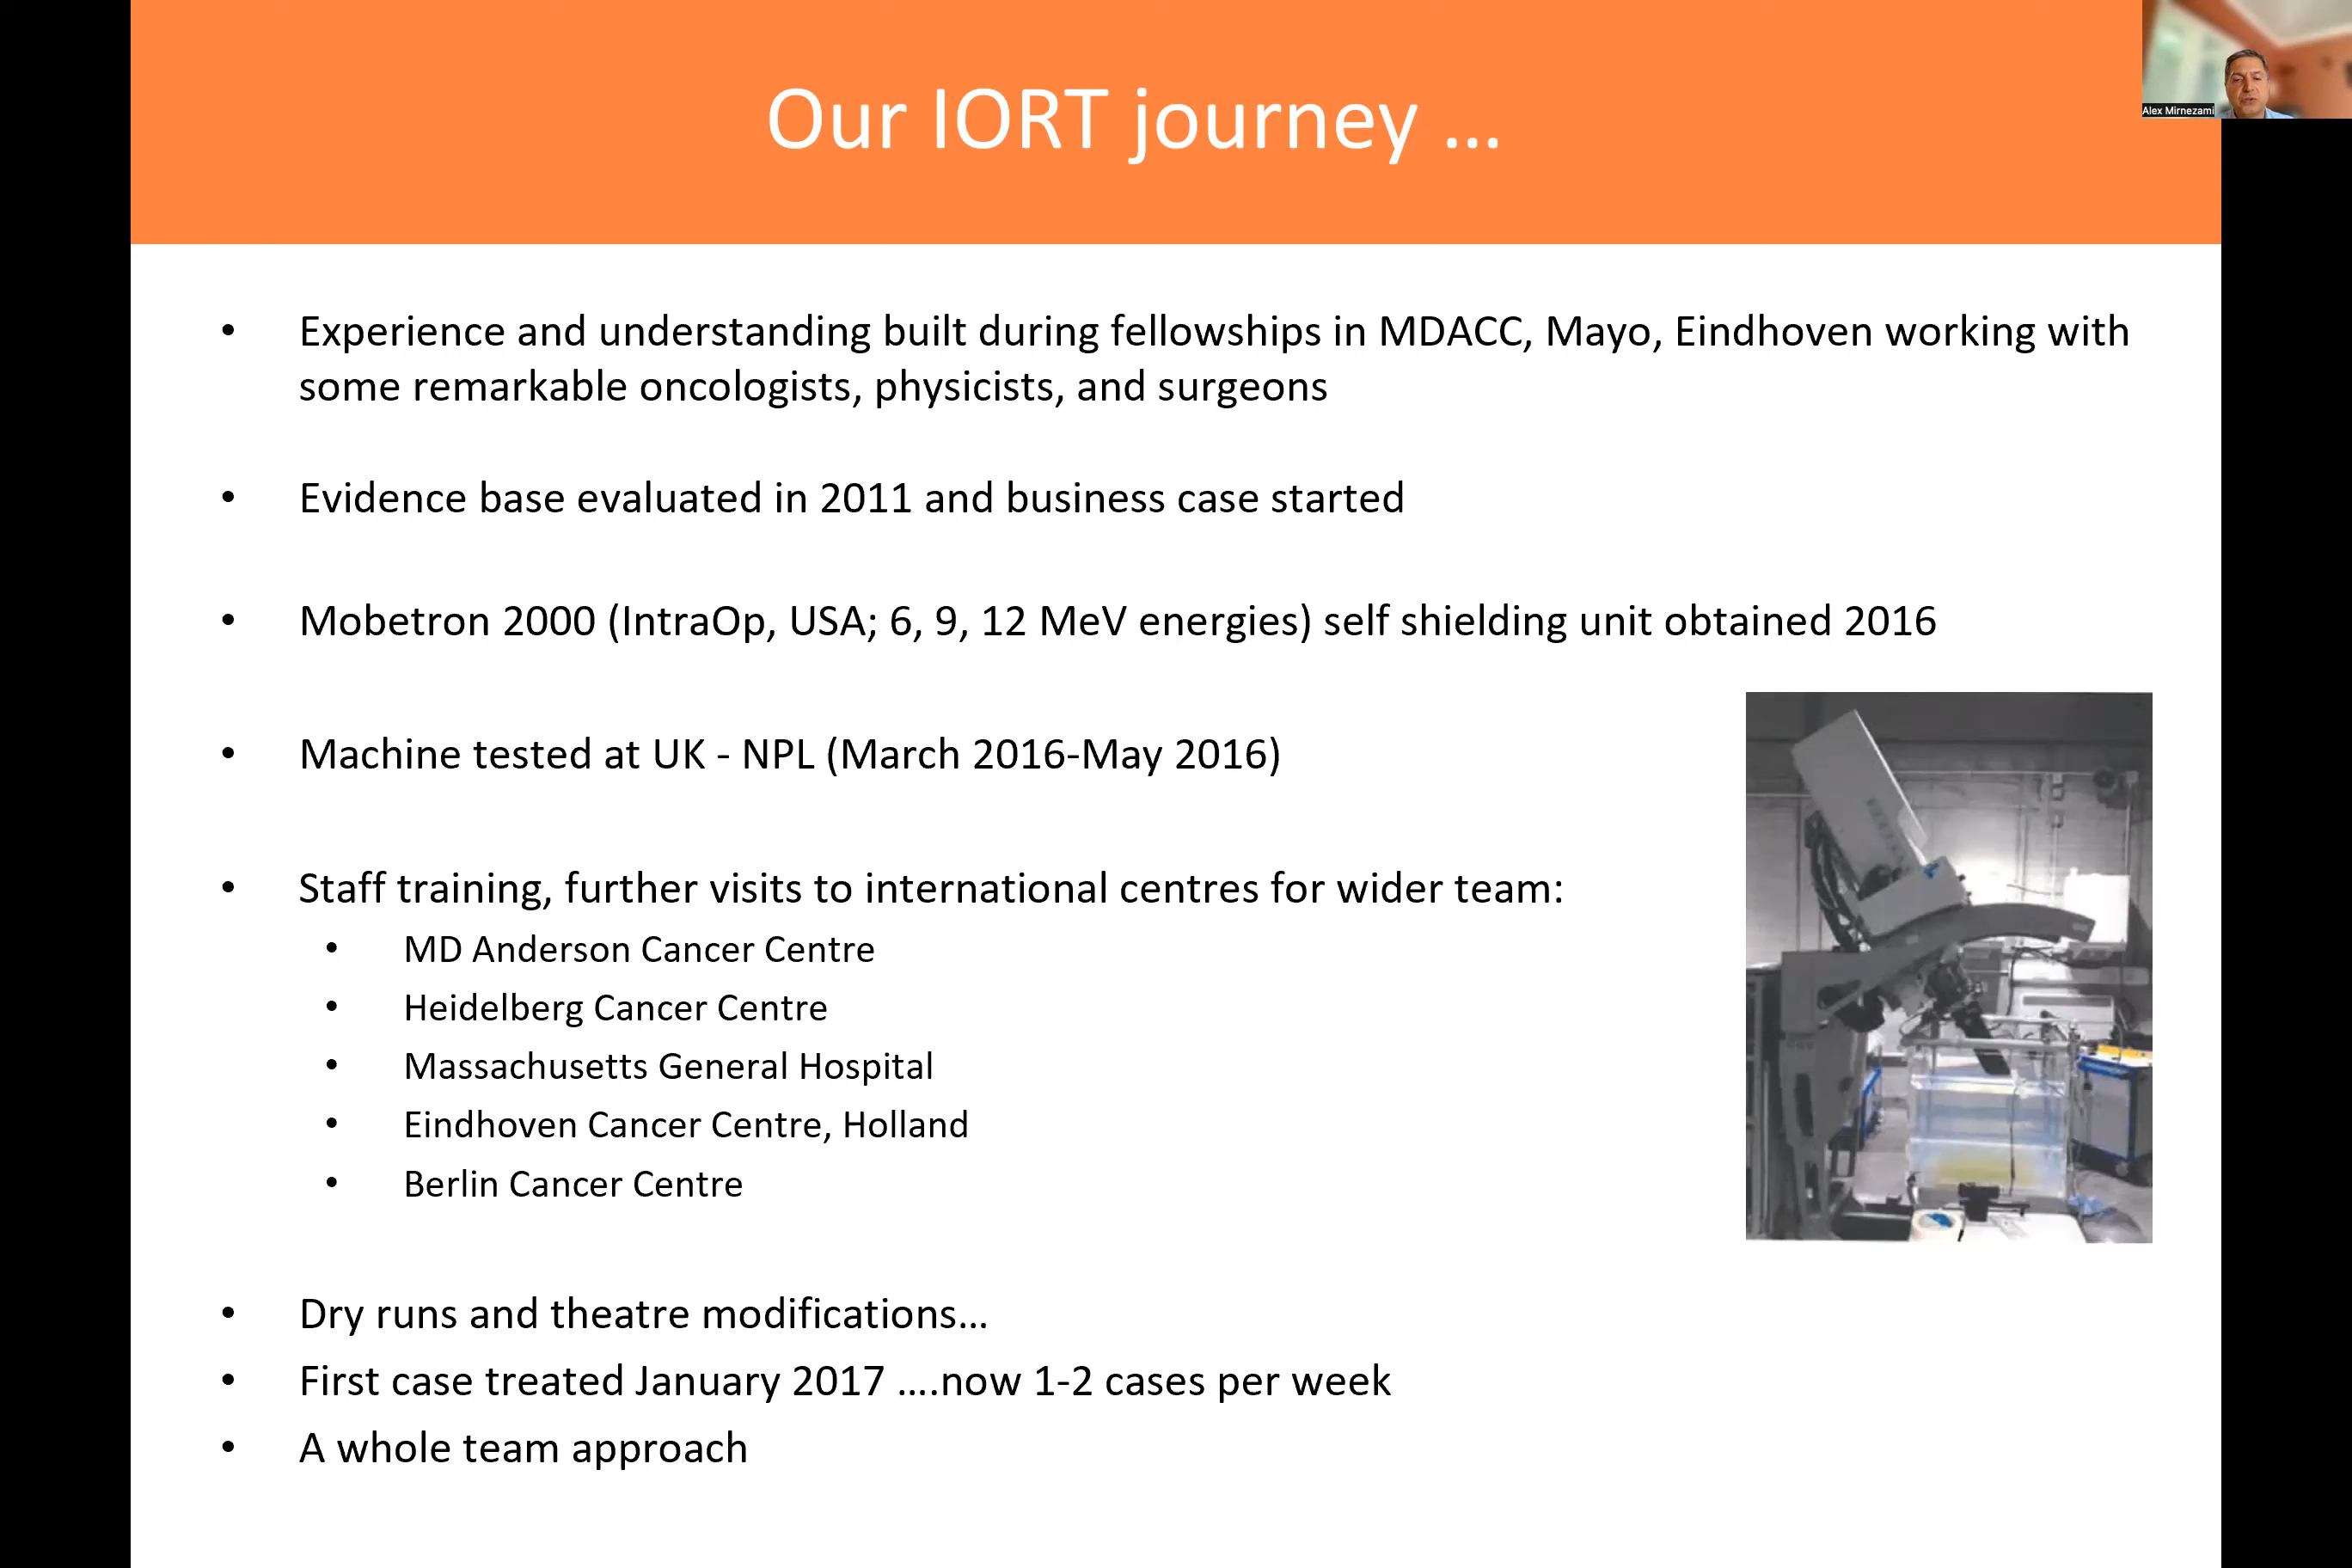 Our IORT journey ...
Alex Mirnezami
• Experience and understanding built during fellowships in MDACC, Mayo, Eindhoven working with
some remarkable oncologists, physicists, and surgeons
• Evidence base evaluated in 2011 and business case started
• Mobetron 2000 (IntraOp, USA; 6, 9, 12 MeV energies) self shielding unit obtained 2016
• Machine tested at UK - NPL (March 2016-May 2016)
• Staff training, further visits to international centres for wider team:
• MD Anderson Cancer Centre
• Heidelberg Cancer Centre
• Massachusetts General Hospital
• Eindhoven Cancer Centre, Holland
• Berlin Cancer Centre
• Dry runs and theatre modifications...
• First case treated January 2017 ....now 1-2 cases per week
• A whole team approach